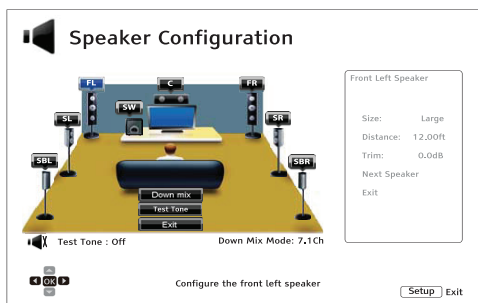 Speaker Configuration
FL
C
FR
SW
SL
SR
SBL
SBR
Down mix
Test Tone
Exit
Test Tone : Off
Down Mix Mode: 7.1Ch
Front Left Speaker
Size: Large
Distance: 12.00ft
Trim: 0.0dB
Next Speaker
Exit
OK
Configure the front left speaker
Setup Exit